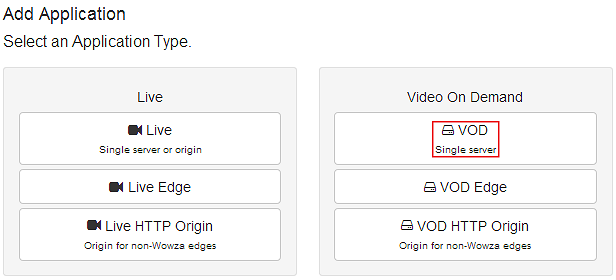 Add Application
Select an Application Type.
Live
Live
Single server or origin
Live Edge
Live HTTP Origin
Origin for non-Wowza edges
Video On Demand
VOD
Single server
VOD Edge
VOD HTTP Origin
Origin for non-Wowza edges